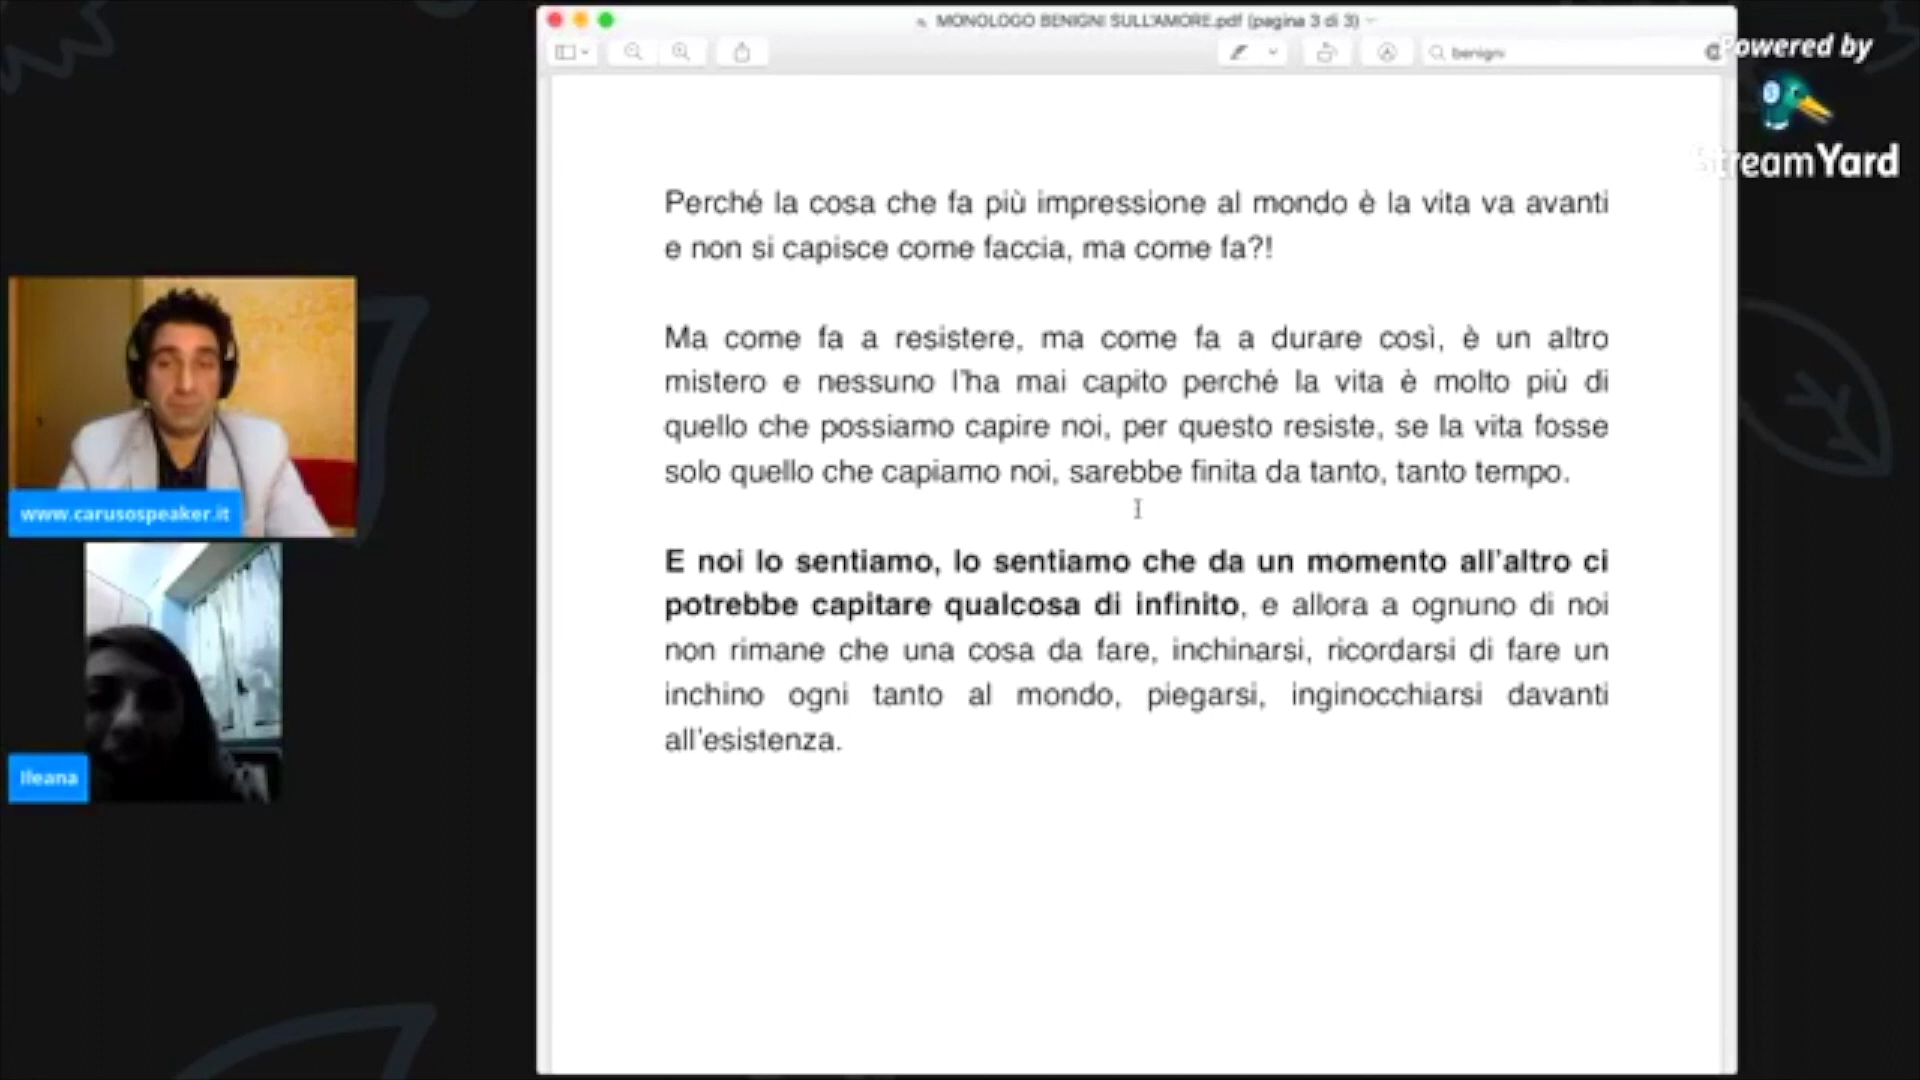 MONOLOGO BENIGNI SULL'AMORE.pdf (pagina 3 di 3)
benigni
Powered by
StreamYard
Perché la cosa che fa più impressione al mondo è la vita va avanti
e non si capisce come faccia, ma come fa?!
Ma come fa a resistere, ma come fa a durare così, è un altro
mistero e nessuno l'ha mai capito perché la vita è molto più di
quello che possiamo capire noi, per questo resiste, se la vita fosse
solo quello che capiamo noi, sarebbe finita da tanto, tanto tempo.
E noi lo sentiamo, lo sentiamo che da un momento all'altro ci
potrebbe capitare qualcosa di infinito, e allora a ognuno di noi
non rimane che una cosa da fare, inchinarsi, ricordarsi di fare un
inchino ogni tanto al mondo, piegarsi, inginocchiarsi davanti
all'esistenza.
www.carusospeaker.it
Ileana